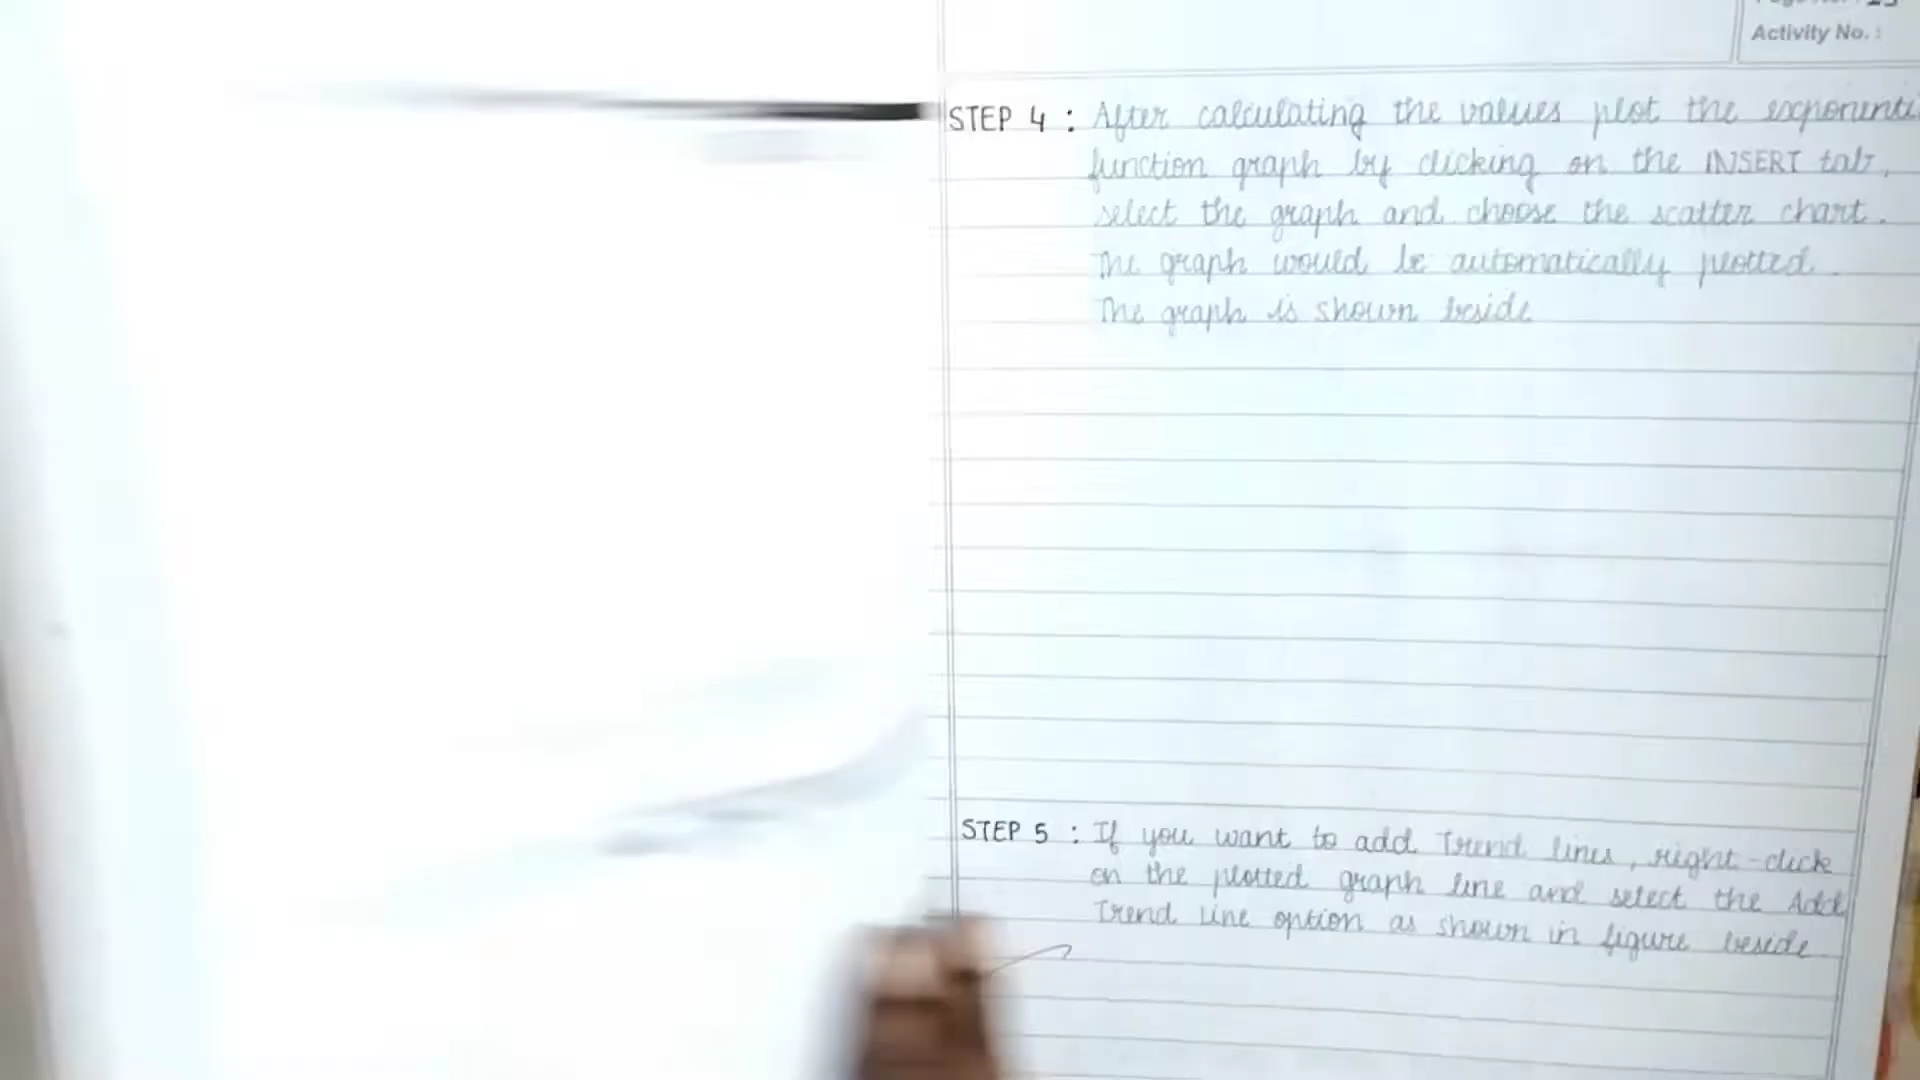 Activity No. :
STEP 4 : After calculating the values plot the exponenti
function graph by clicking on the INSERT tab,
select the graph and choose the scatter chart.
The graph would be automatically plotted.
The graph is shown beside
STEP 5 : If you want to add Trend lines, right-click
on the plotted graph line and select the Add
Trend Line option as shown in figure beside